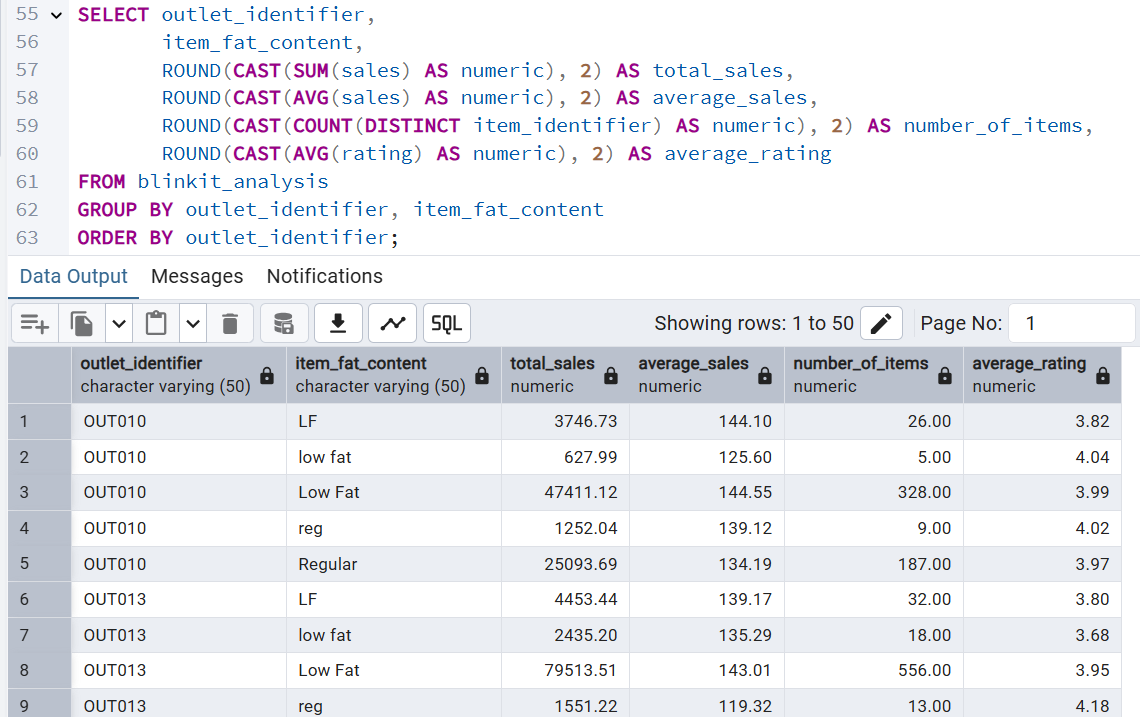 55 SELECT outlet_identifier,
56 item_fat_content,
57 ROUND(CAST(SUM(sales) AS numeric), 2) AS total_sales,
58 ROUND(CAST(AVG(sales) AS numeric), 2) AS average_sales,
59 ROUND(CAST(COUNT(DISTINCT item_identifier) AS numeric), 2) AS number_of_items,
60 ROUND(CAST(AVG(rating) AS numeric), 2) AS average_rating
61 FROM blinkit_analysis
62 GROUP BY outlet_identifier, item_fat_content
63 ORDER BY outlet_identifier;
Data Output Messages Notifications
SQL Showing rows: 1 to 50 Page No: 1
outlet_identifier item_fat_content total_sales average_sales number_of_items average_rating
character varying (50) character varying (50) numeric numeric numeric numeric
1 OUT010 LF 3746.73 144.10 26.00 3.82
2 OUT010 low fat 627.99 125.60 5.00 4.04
3 OUT010 Low Fat 47411.12 144.55 328.00 3.99
4 OUT010 reg 1252.04 139.12 9.00 4.02
5 OUT010 Regular 25093.69 134.19 187.00 3.97
6 OUT013 LF 4453.44 139.17 32.00 3.80
7 OUT013 low fat 2435.20 135.29 18.00 3.68
8 OUT013 Low Fat 79513.51 143.01 556.00 3.95
9 OUT013 reg 1551.22 119.32 13.00 4.18